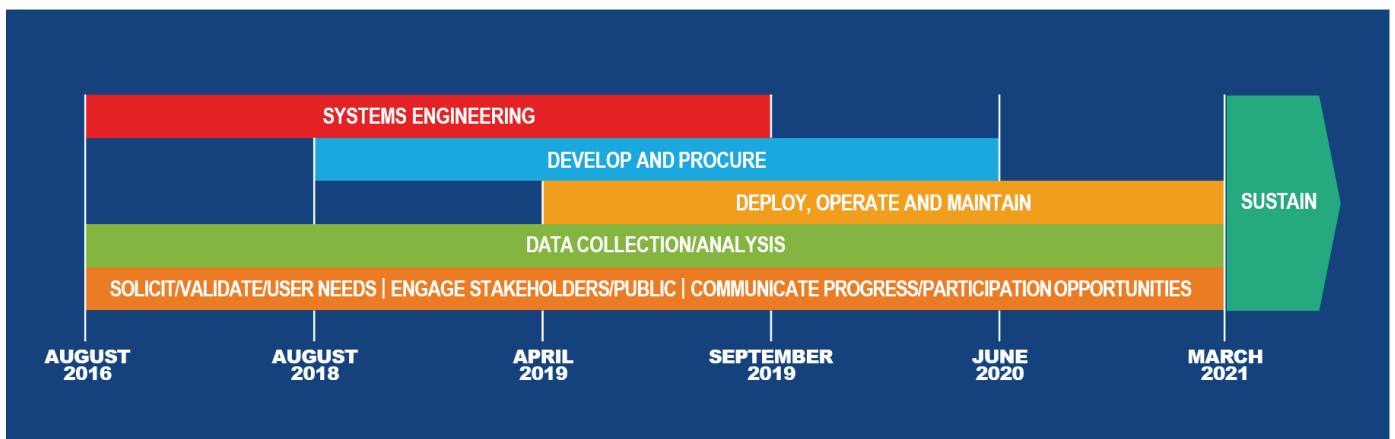 SYSTEMS ENGINEERING
DEVELOP AND PROCURE
DEPLOY, OPERATE AND MAINTAIN
SUSTAIN
DATA COLLECTION/ANALYSIS
SOLICIT/VALIDATE/USER NEEDS | ENGAGE STAKEHOLDERS/PUBLIC | COMMUNICATE PROGRESS/PARTICIPATION OPPORTUNITIES
AUGUST
2016
AUGUST
2018
APRIL
2019
SEPTEMBER
2019
JUNE
2020
MARCH
2021